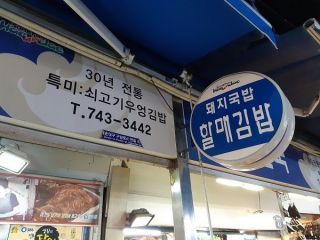 30년 전통
특미:쇠고기우엉김밥
T.743-3442
돼지국밥
할매김밥